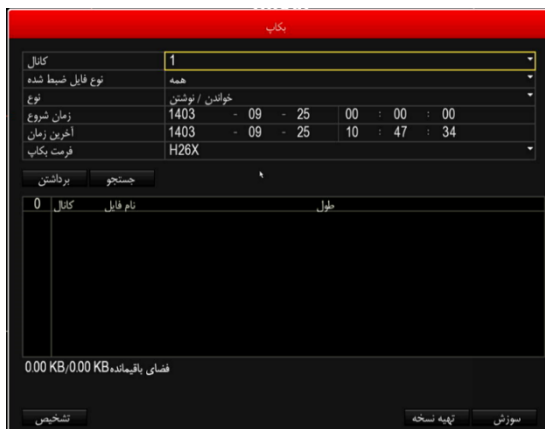 بکاپ
کانال 1
نوع فایل ضبط شده همه
نوع خواندن / نوشتن
زمان شروع 1403 - 09 - 25 00 : 00 : 00
آخرین زمان 1403 - 09 - 25 10 : 47 : 34
فرمت بکاپ H26X
برداشتن جستجو
0 کانال نام فایل طول
0.00 KB/0.00 KB فضای باقیمانده
تشخیص تهیه نسخه سوزش